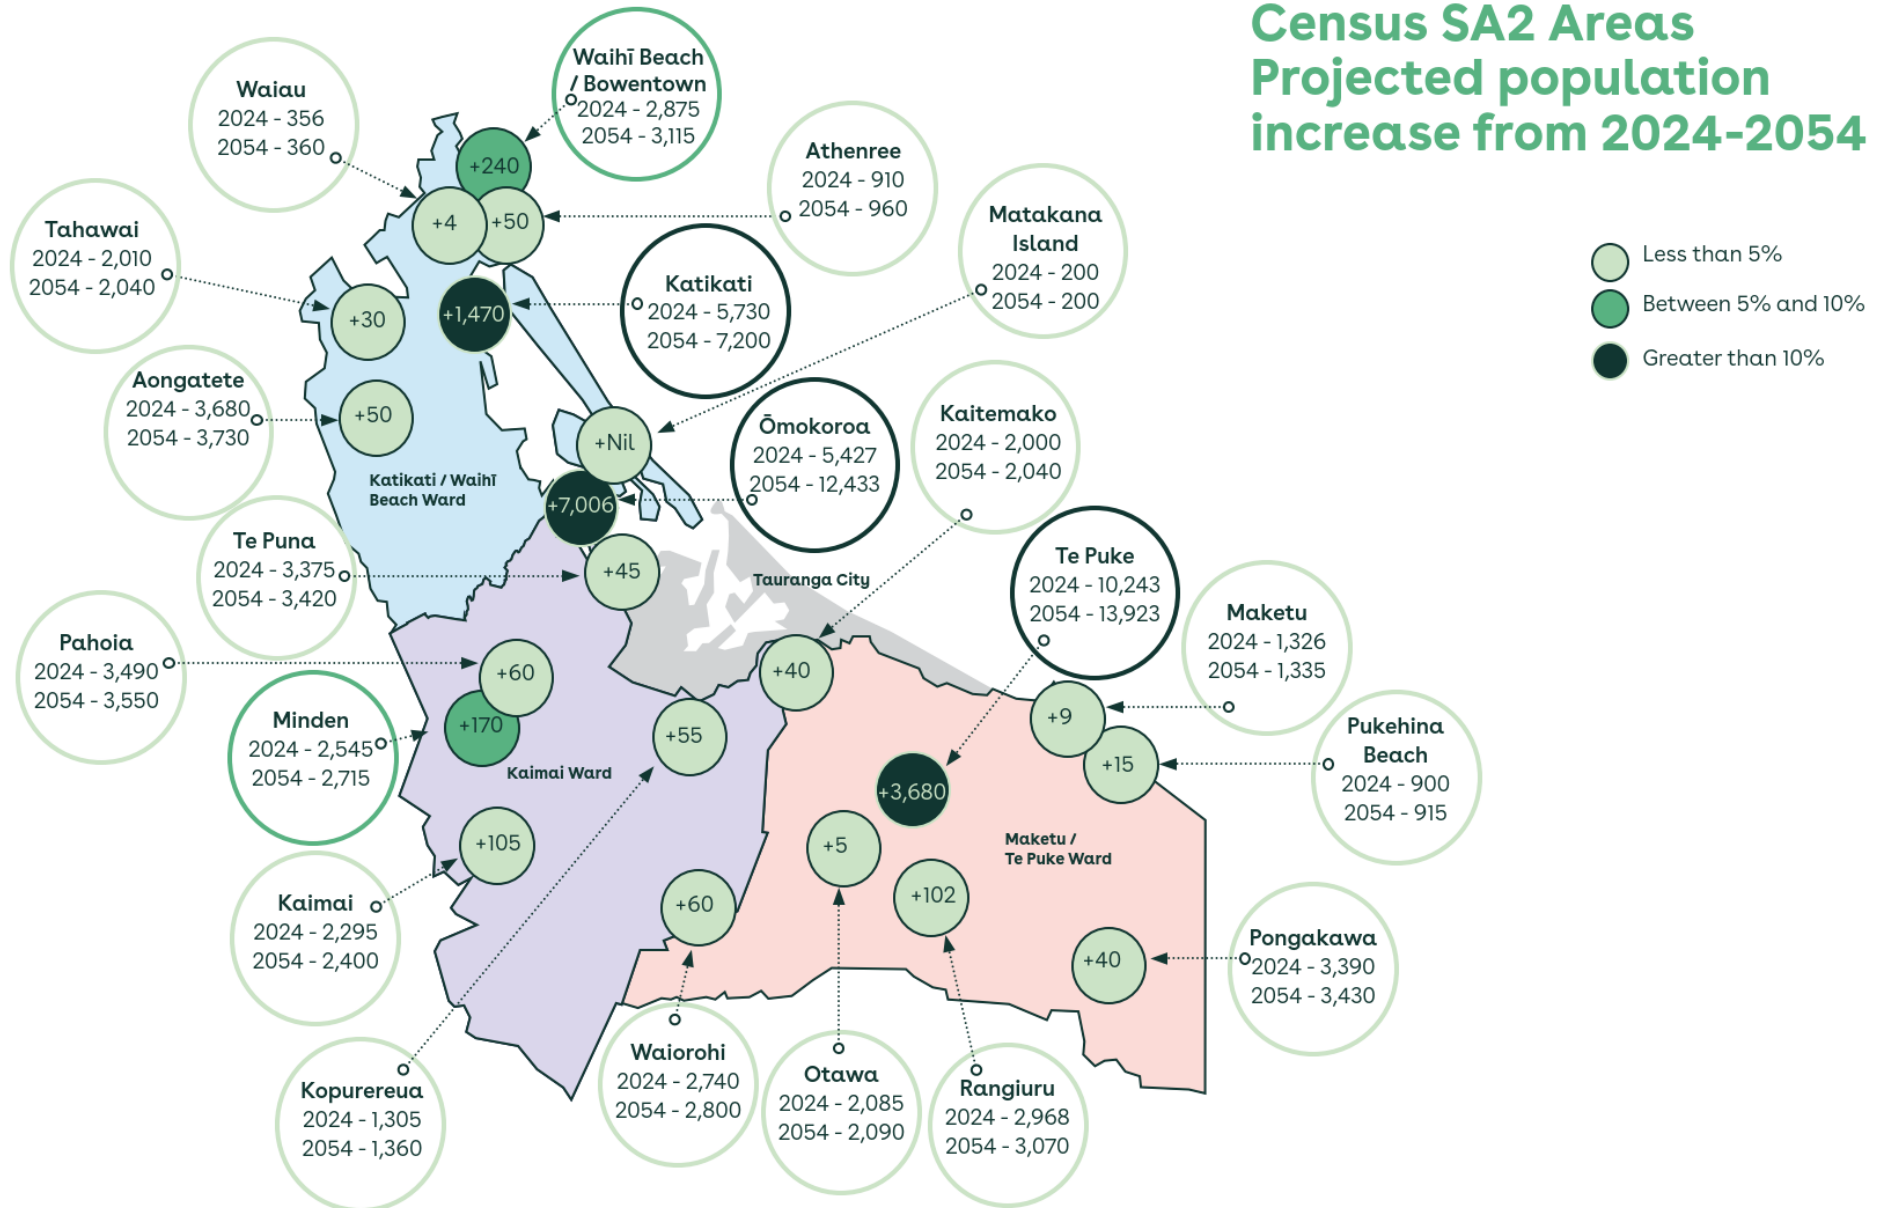 Census SA2 Areas
Projected population
increase from 2024-2054
Less than 5%
Between 5% and 10%
Greater than 10%
Waihī Beach
/ Bowentown
2024 - 2,875
2054 - 3,115
Waiau
2024 - 356
2054 - 360
Athenree
2024 - 910
2054 - 960
Matakana
Island
2024 - 200
2054 - 200
Tahawai
2024 - 2,010
2054 - 2,040
Katikati
2024 - 5,730
2054 - 7,200
Aongatete
2024 - 3,680
2054 - 3,730
Ōmokoroa
2024 - 5,427
2054 - 12,433
Kaitemako
2024 - 2,000
2054 - 2,040
Te Puna
2024 - 3,375
2054 - 3,420
Te Puke
2024 - 10,243
2054 - 13,923
Maketu
2024 - 1,326
2054 - 1,335
Pahoia
2024 - 3,490
2054 - 3,550
Minden
2024 - 2,545
2054 - 2,715
Pukehina
Beach
2024 - 900
2054 - 915
Kaimai
2024 - 2,295
2054 - 2,400
Pongakawa
2024 - 3,390
2054 - 3,430
Kopurereua
2024 - 1,305
2054 - 1,360
Waiorohi
2024 - 2,740
2054 - 2,800
Otawa
2024 - 2,085
2054 - 2,090
Rangiuru
2024 - 2,968
2054 - 3,070
+240
+4
+50
+1,470
+30
+50
+Nil
Katikati / Waihī
Beach Ward
+7,006
+45
Tauranga City
+60
+170
+55
+40
Kaimai Ward
+105
+60
+9
+15
+3,680
+5
+102
Maketu /
Te Puke Ward
+40